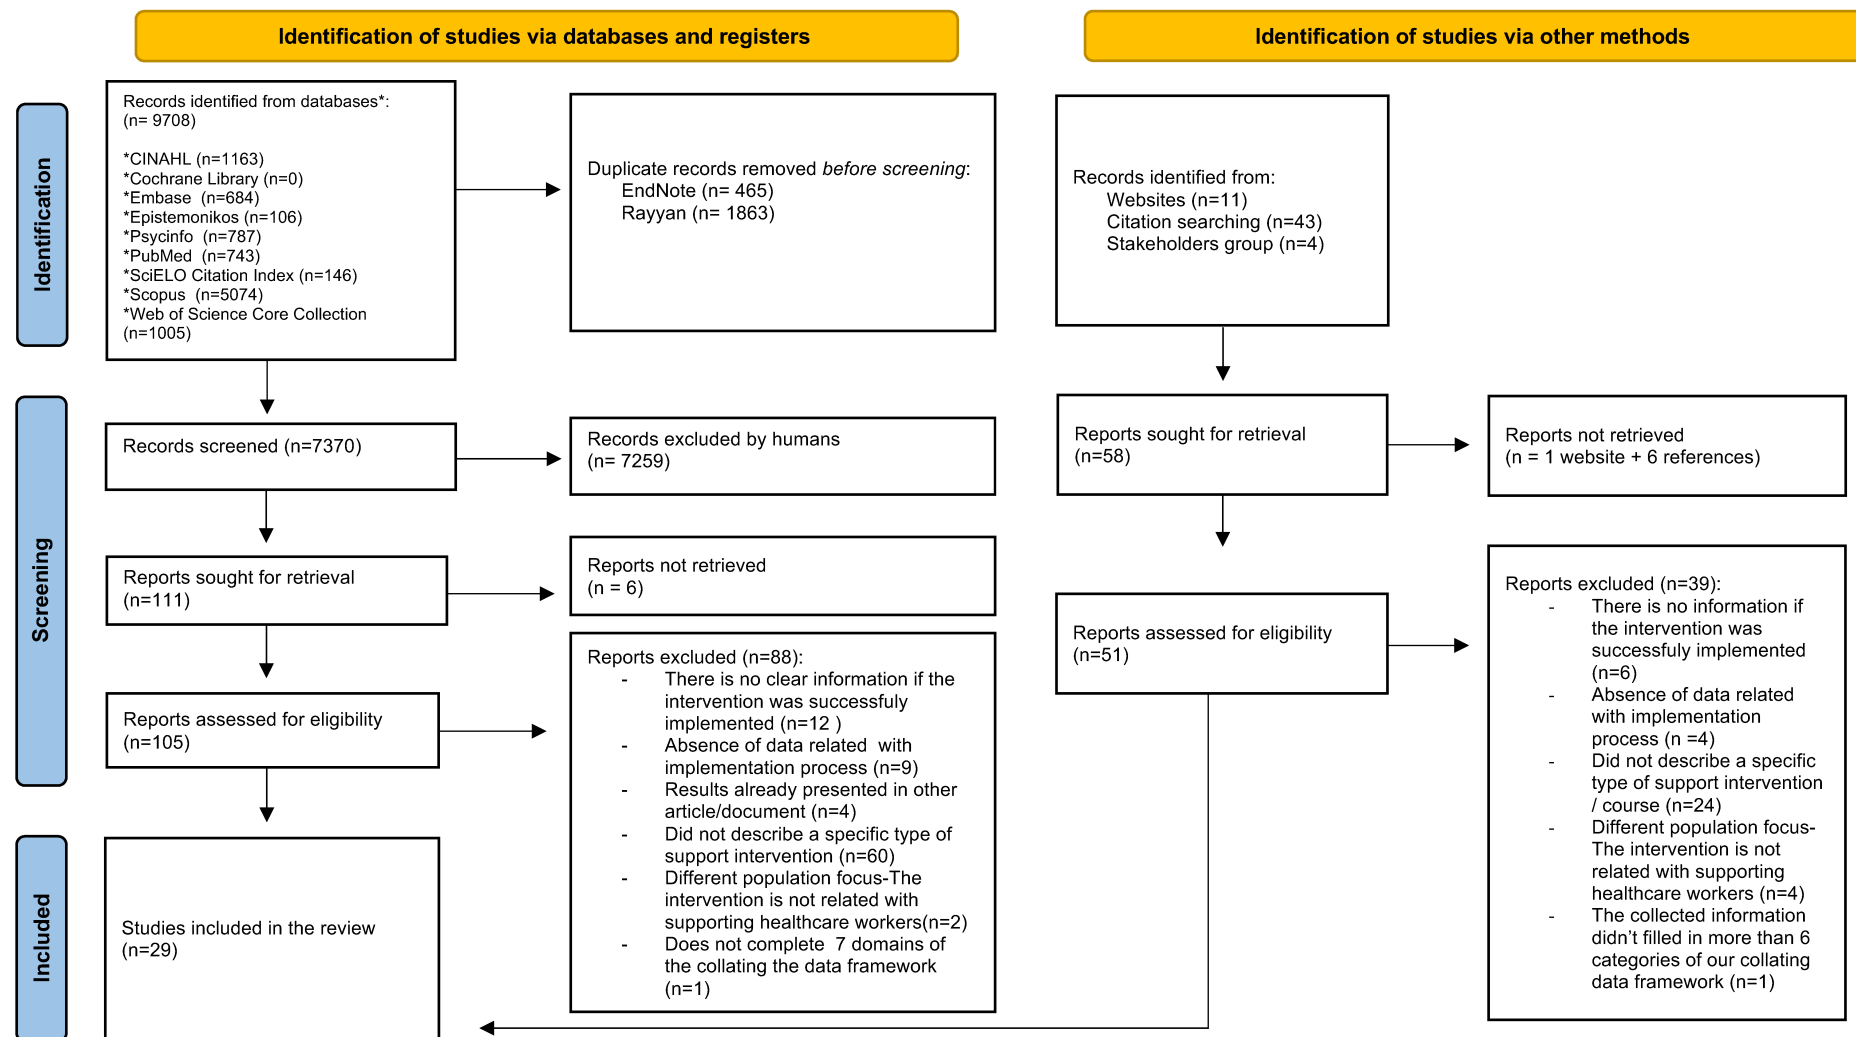 Identification of studies via databases and registers
Identification of studies via other methods
Identification
Records identified from databases*:
(n= 9708)
*CINAHL (n=1163)
*Cochrane Library (n=0)
*Embase  (n=684)
*Epistemonikos (n=106)
*Psycinfo  (n=787)
*PubMed  (n=743)
*SciELO Citation Index (n=146)
*Scopus  (n=5074)
*Web of Science Core Collection
(n=1005)
Duplicate records removed before screening:
EndNote (n= 465)
Rayyan (n= 1863)
Records identified from:
Websites (n=11)
Citation searching (n=43)
Stakeholders group (n=4)
Screening
Records screened (n=7370)
Records excluded by humans
(n= 7259)
Reports sought for retrieval
(n=58)
Reports not retrieved
(n = 1 website + 6 references)
Reports sought for retrieval
(n=111)
Reports not retrieved
(n = 6)
Reports assessed for eligibility
(n=105)
Reports excluded (n=88):
- There is no clear information if the
intervention was successfuly
implemented (n=12 )
- Absence of data related  with
implementation process (n=9)
- Results already presented in other
article/document (n=4)
- Did not describe a specific type of
support intervention (n=60)
- Different population focus-The
intervention is not related with
supporting healthcare workers(n=2)
- Does not complete  7 domains of
the collating the data framework
(n=1)
Reports assessed for eligibility
(n=51)
Reports excluded (n=39):
- There is no information if
the intervention was
successfully implemented
(n=6)
- Absence of data related
with implementation
process (n =4)
- Did not describe a specific
type of support intervention
/ course (n=24)
- Different population focus-
The intervention is not
related with supporting
healthcare workers (n=4)
- The collected information
didn't filled in more than 6
categories of our collating
data framework (n=1)
Included
Studies included in the review
(n=29)